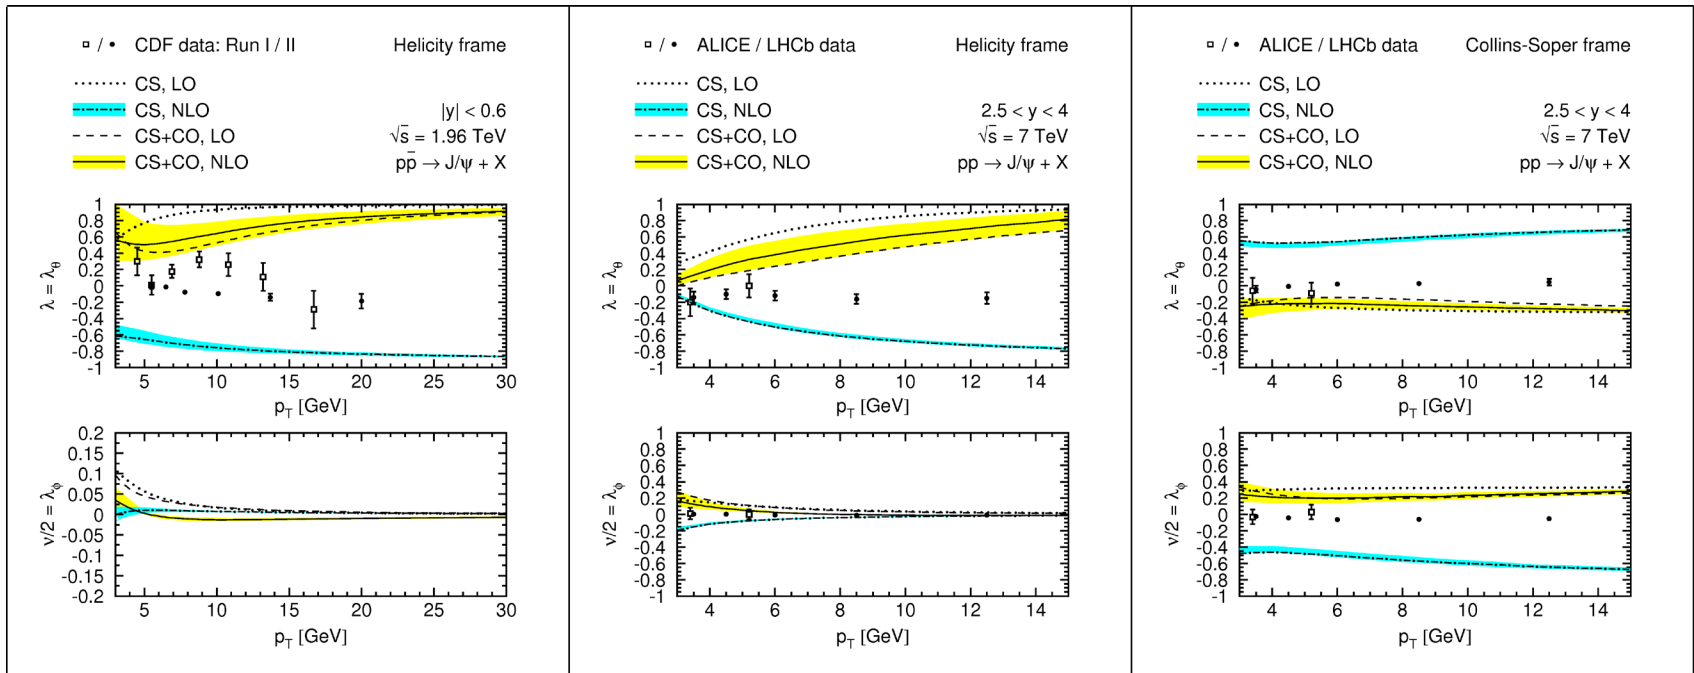 CDF data: Run I / II Helicity frame
CS, LO
CS, NLO |y| < 0.6
CS+CO, LO √s = 1.96 TeV
CS+CO, NLO pp̄ → J/ψ + X
1
0.8
0.6
0.4
0.2
0
-0.2
-0.4
-0.6
-0.8
-1
λ = λθ
5 10 15 20 25 30
pT [GeV]
0.2
0.15
0.1
0.05
0
-0.05
-0.1
-0.15
-0.2
ν/2 = λϕ
5 10 15 20 25 30
pT [GeV]
ALICE / LHCb data Helicity frame
CS, LO
CS, NLO 2.5 < y < 4
CS+CO, LO √s = 7 TeV
CS+CO, NLO pp → J/ψ + X
1
0.8
0.6
0.4
0.2
0
-0.2
-0.4
-0.6
-0.8
-1
λ = λθ
4 6 8 10 12 14
pT [GeV]
1
0.8
0.6
0.4
0.2
0
-0.2
-0.4
-0.6
-0.8
-1
ν/2 = λϕ
4 6 8 10 12 14
pT [GeV]
ALICE / LHCb data Collins-Soper frame
CS, LO
CS, NLO 2.5 < y < 4
CS+CO, LO √s = 7 TeV
CS+CO, NLO pp → J/ψ + X
1
0.8
0.6
0.4
0.2
0
-0.2
-0.4
-0.6
-0.8
-1
λ = λθ
4 6 8 10 12 14
pT [GeV]
1
0.8
0.6
0.4
0.2
0
-0.2
-0.4
-0.6
-0.8
-1
ν/2 = λϕ
4 6 8 10 12 14
pT [GeV]